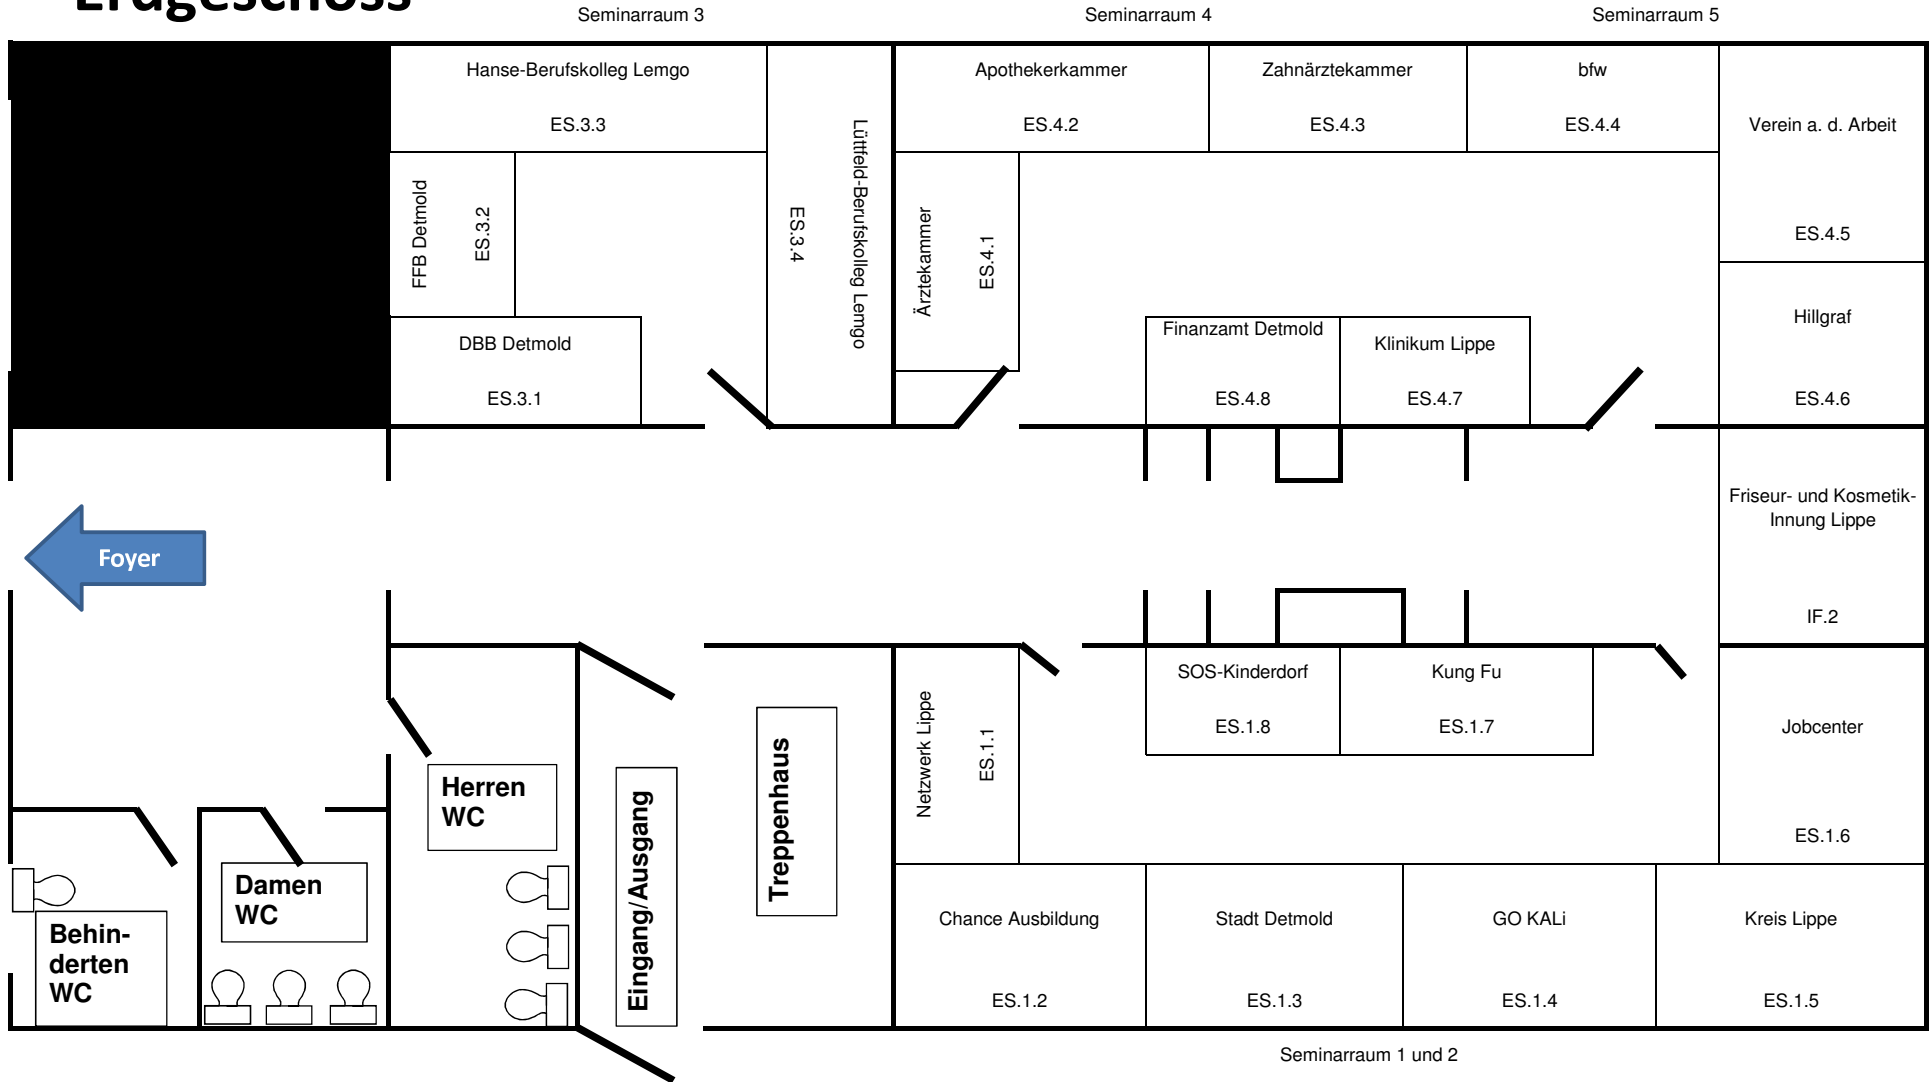 Erdgeschoss
Seminarraum 3
Seminarraum 4
Seminarraum 5
Hanse-Berufskolleg Lemgo
ES.3.3
FFB Detmold
ES.3.2
DBB Detmold
ES.3.1
Lüttfeld-Berufskolleg Lemgo
ES.3.4
Apothekerkammer
ES.4.2
Zahnärztekammer
ES.4.3
bfw
ES.4.4
Verein a. d. Arbeit
ES.4.5
Ärztekammer
ES.4.1
Finanzamt Detmold
ES.4.8
Klinikum Lippe
ES.4.7
Hillgraf
ES.4.6
Foyer
Friseur- und Kosmetik-
Innung Lippe
IF.2
Behin-
derten
WC
Damen
WC
Herren
WC
Eingang/Ausgang
Treppenhaus
Netzwerk Lippe
ES.1.1
SOS-Kinderdorf
ES.1.8
Kung Fu
ES.1.7
Jobcenter
ES.1.6
Chance Ausbildung
ES.1.2
Stadt Detmold
ES.1.3
GO KALi
ES.1.4
Kreis Lippe
ES.1.5
Seminarraum 1 und 2